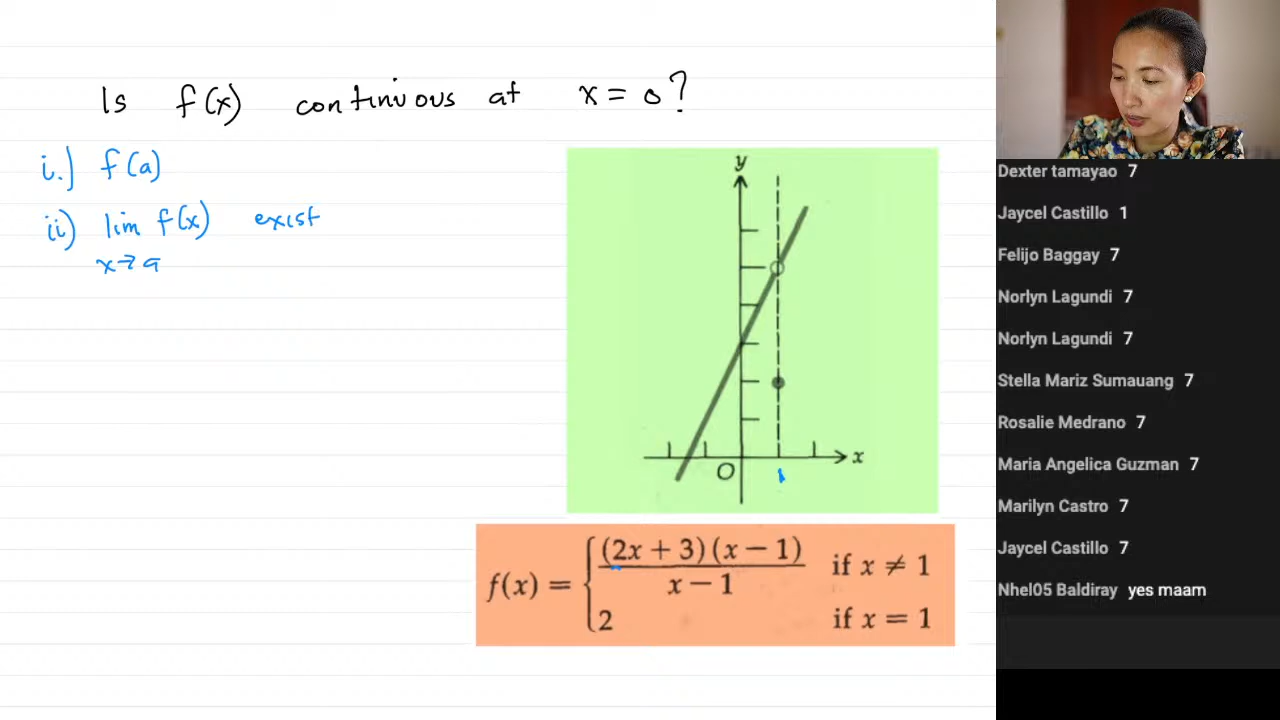 Is f(x) continuous at x = 0?
i.) f(a)
ii) lim f(x) exist
x→a
y
O
x
f(x) = { (2x + 3)(x − 1) / x − 1 if x ≠ 1
2 if x = 1
Dexter tamayao 7
Jaycel Castillo 1
Felijo Baggay 7
Norlyn Lagundi 7
Norlyn Lagundi 7
Stella Mariz Sumauang 7
Rosalie Medrano 7
Maria Angelica Guzman 7
Marilyn Castro 7
Jaycel Castillo 7
Nhel05 Baldiray yes maam